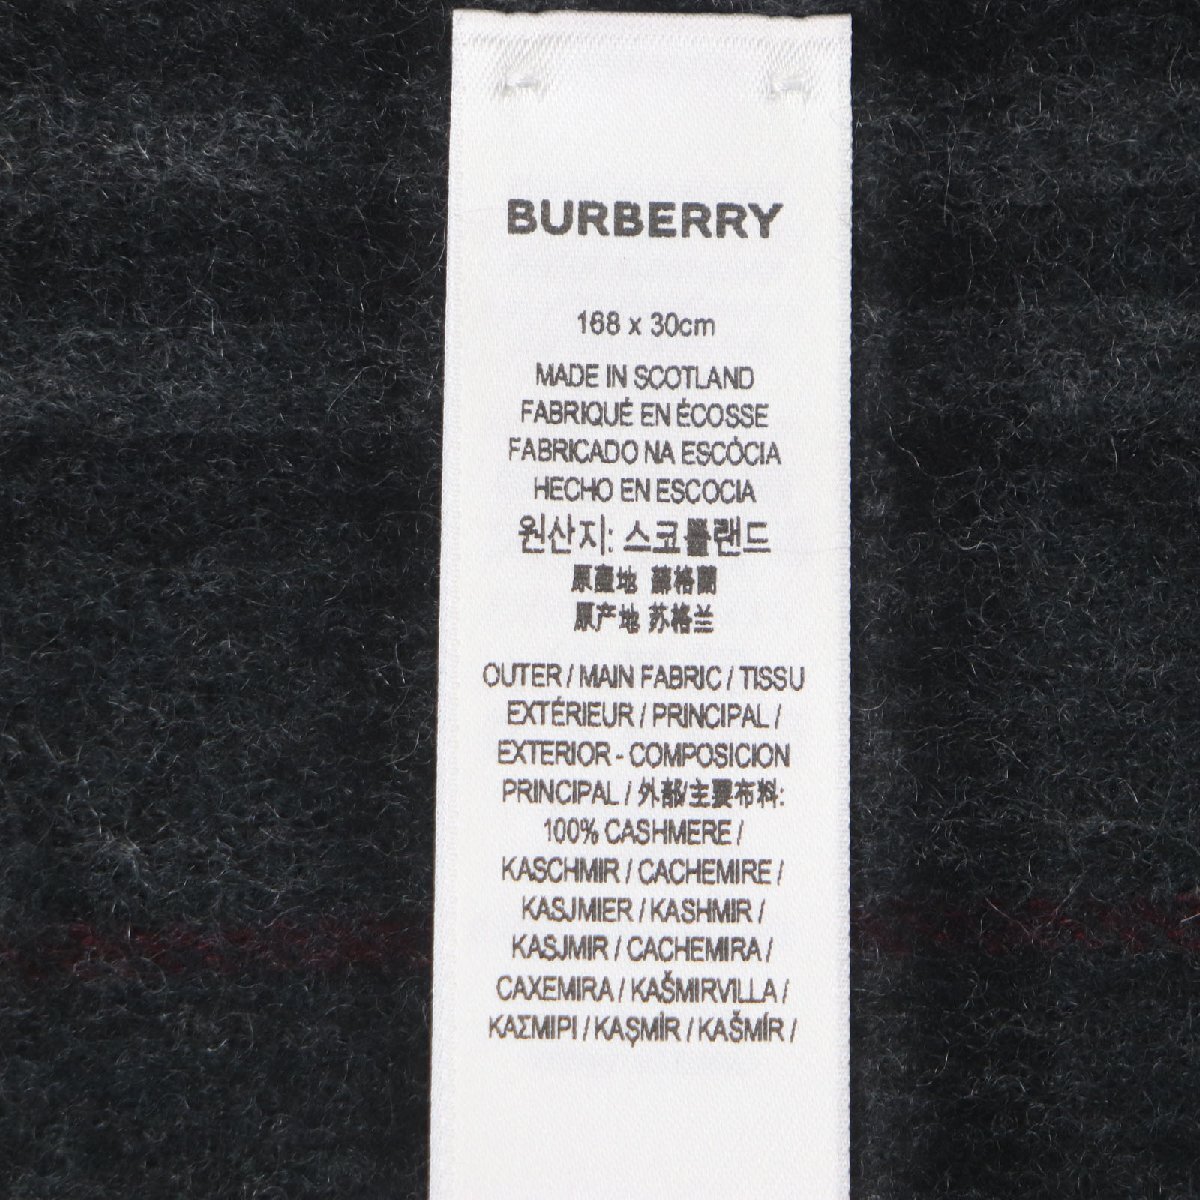 BURBERRY
168 x 30cm
MADE IN SCOTLAND
FABRIQUÉ EN ÉCOSSE
FABRICADO NA ESCÓCIA
HECHO EN ESCOCIA
원산지: 스코틀랜드
原產地 蘇格蘭
原产地 苏格兰
OUTER / MAIN FABRIC / TISSU
EXTÉRIEUR / PRINCIPAL /
EXTERIOR - COMPOSICION
PRINCIPAL / 外部/主要布料:
100% CASHMERE /
KASCHMIR / CACHEMIRE /
KASJMIER / KASHMIR /
KASJMIR / CACHEMIRA /
CAXEMIRA / KAŠMIRVILLA /
ΚΑΣΜΙΡΙ / KAŞMİR / KAŠMÍR /